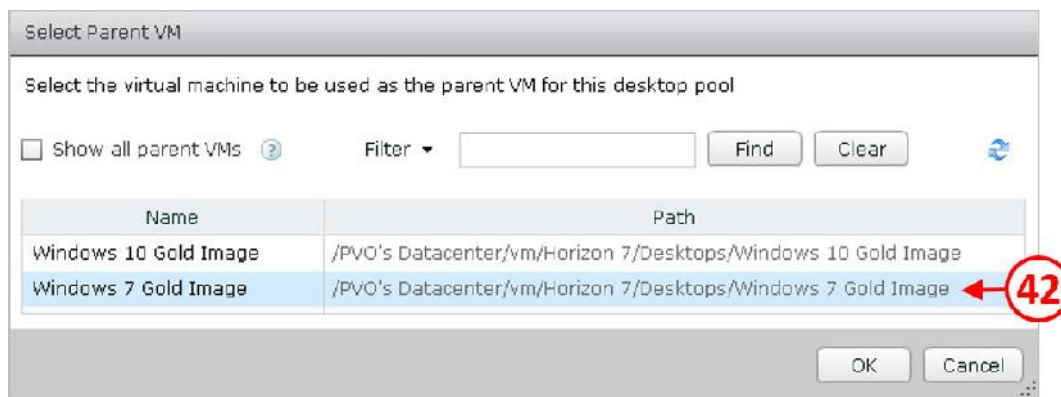 Select Parent VM
Select the virtual machine to be used as the parent VM for this desktop pool
Show all parent VMs ? Filter Find Clear
Name Path
Windows 10 Gold Image /PVO's Datacenter/vm/Horizon 7/Desktops/Windows 10 Gold Image
Windows 7 Gold Image /PVO's Datacenter/vm/Horizon 7/Desktops/Windows 7 Gold Image 42
OK Cancel